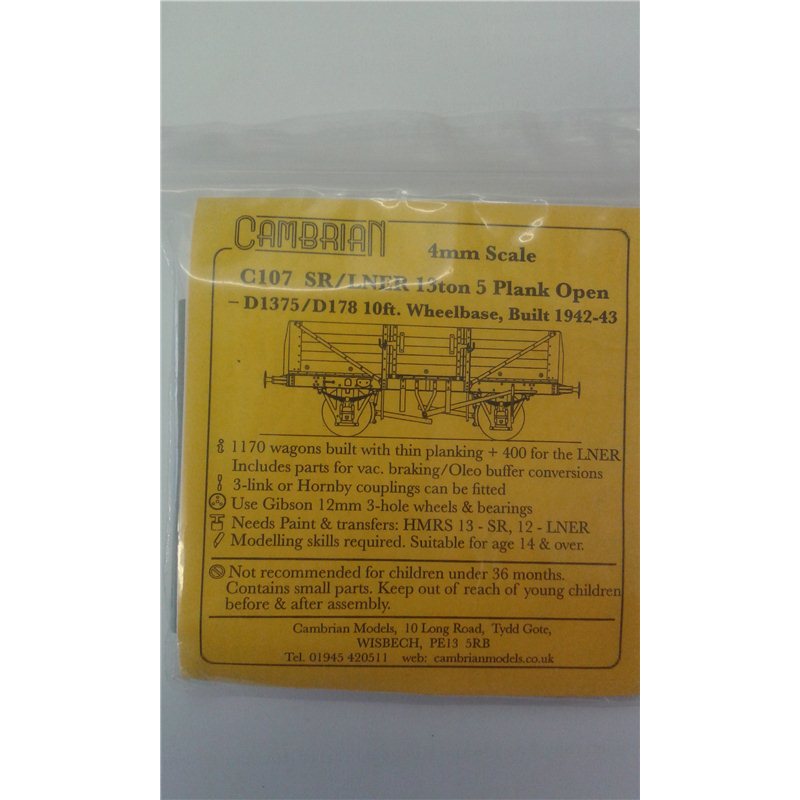 CAMBRIAN
4mm Scale
C107 SR/LNER 13ton 5 Plank Open
– D1375/D178 10ft. Wheelbase, Built 1942-43
1170 wagons built with thin planking + 400 for the LNER
Includes parts for vac. braking/Oleo buffer conversions
3-link or Hornby couplings can be fitted
Use Gibson 12mm 3-hole wheels & bearings
Needs Paint & transfers: HMRS 13 - SR, 12 - LNER
Modelling skills required. Suitable for age 14 & over.
Not recommended for children under 36 months.
Contains small parts. Keep out of reach of young children
before & after assembly.
Cambrian Models, 10 Long Road, Tydd Gote,
WISBECH, PE13 5RB
Tel. 01945 420511 web: cambrianmodels.co.uk